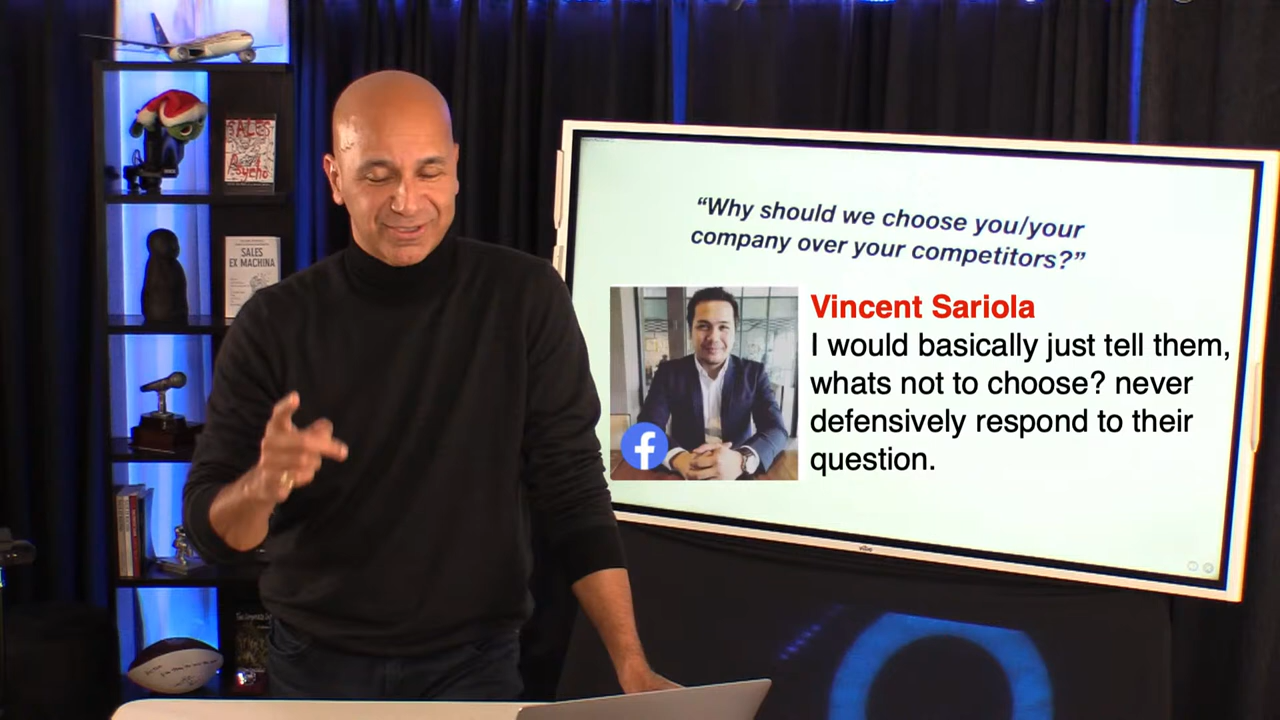 “Why should we choose you/your
company over your competitors?”
Vincent Sariola
I would basically just tell them,
whats not to choose? never
defensively respond to their
question.
SALES
Psycho
SALES
EX MACHINA